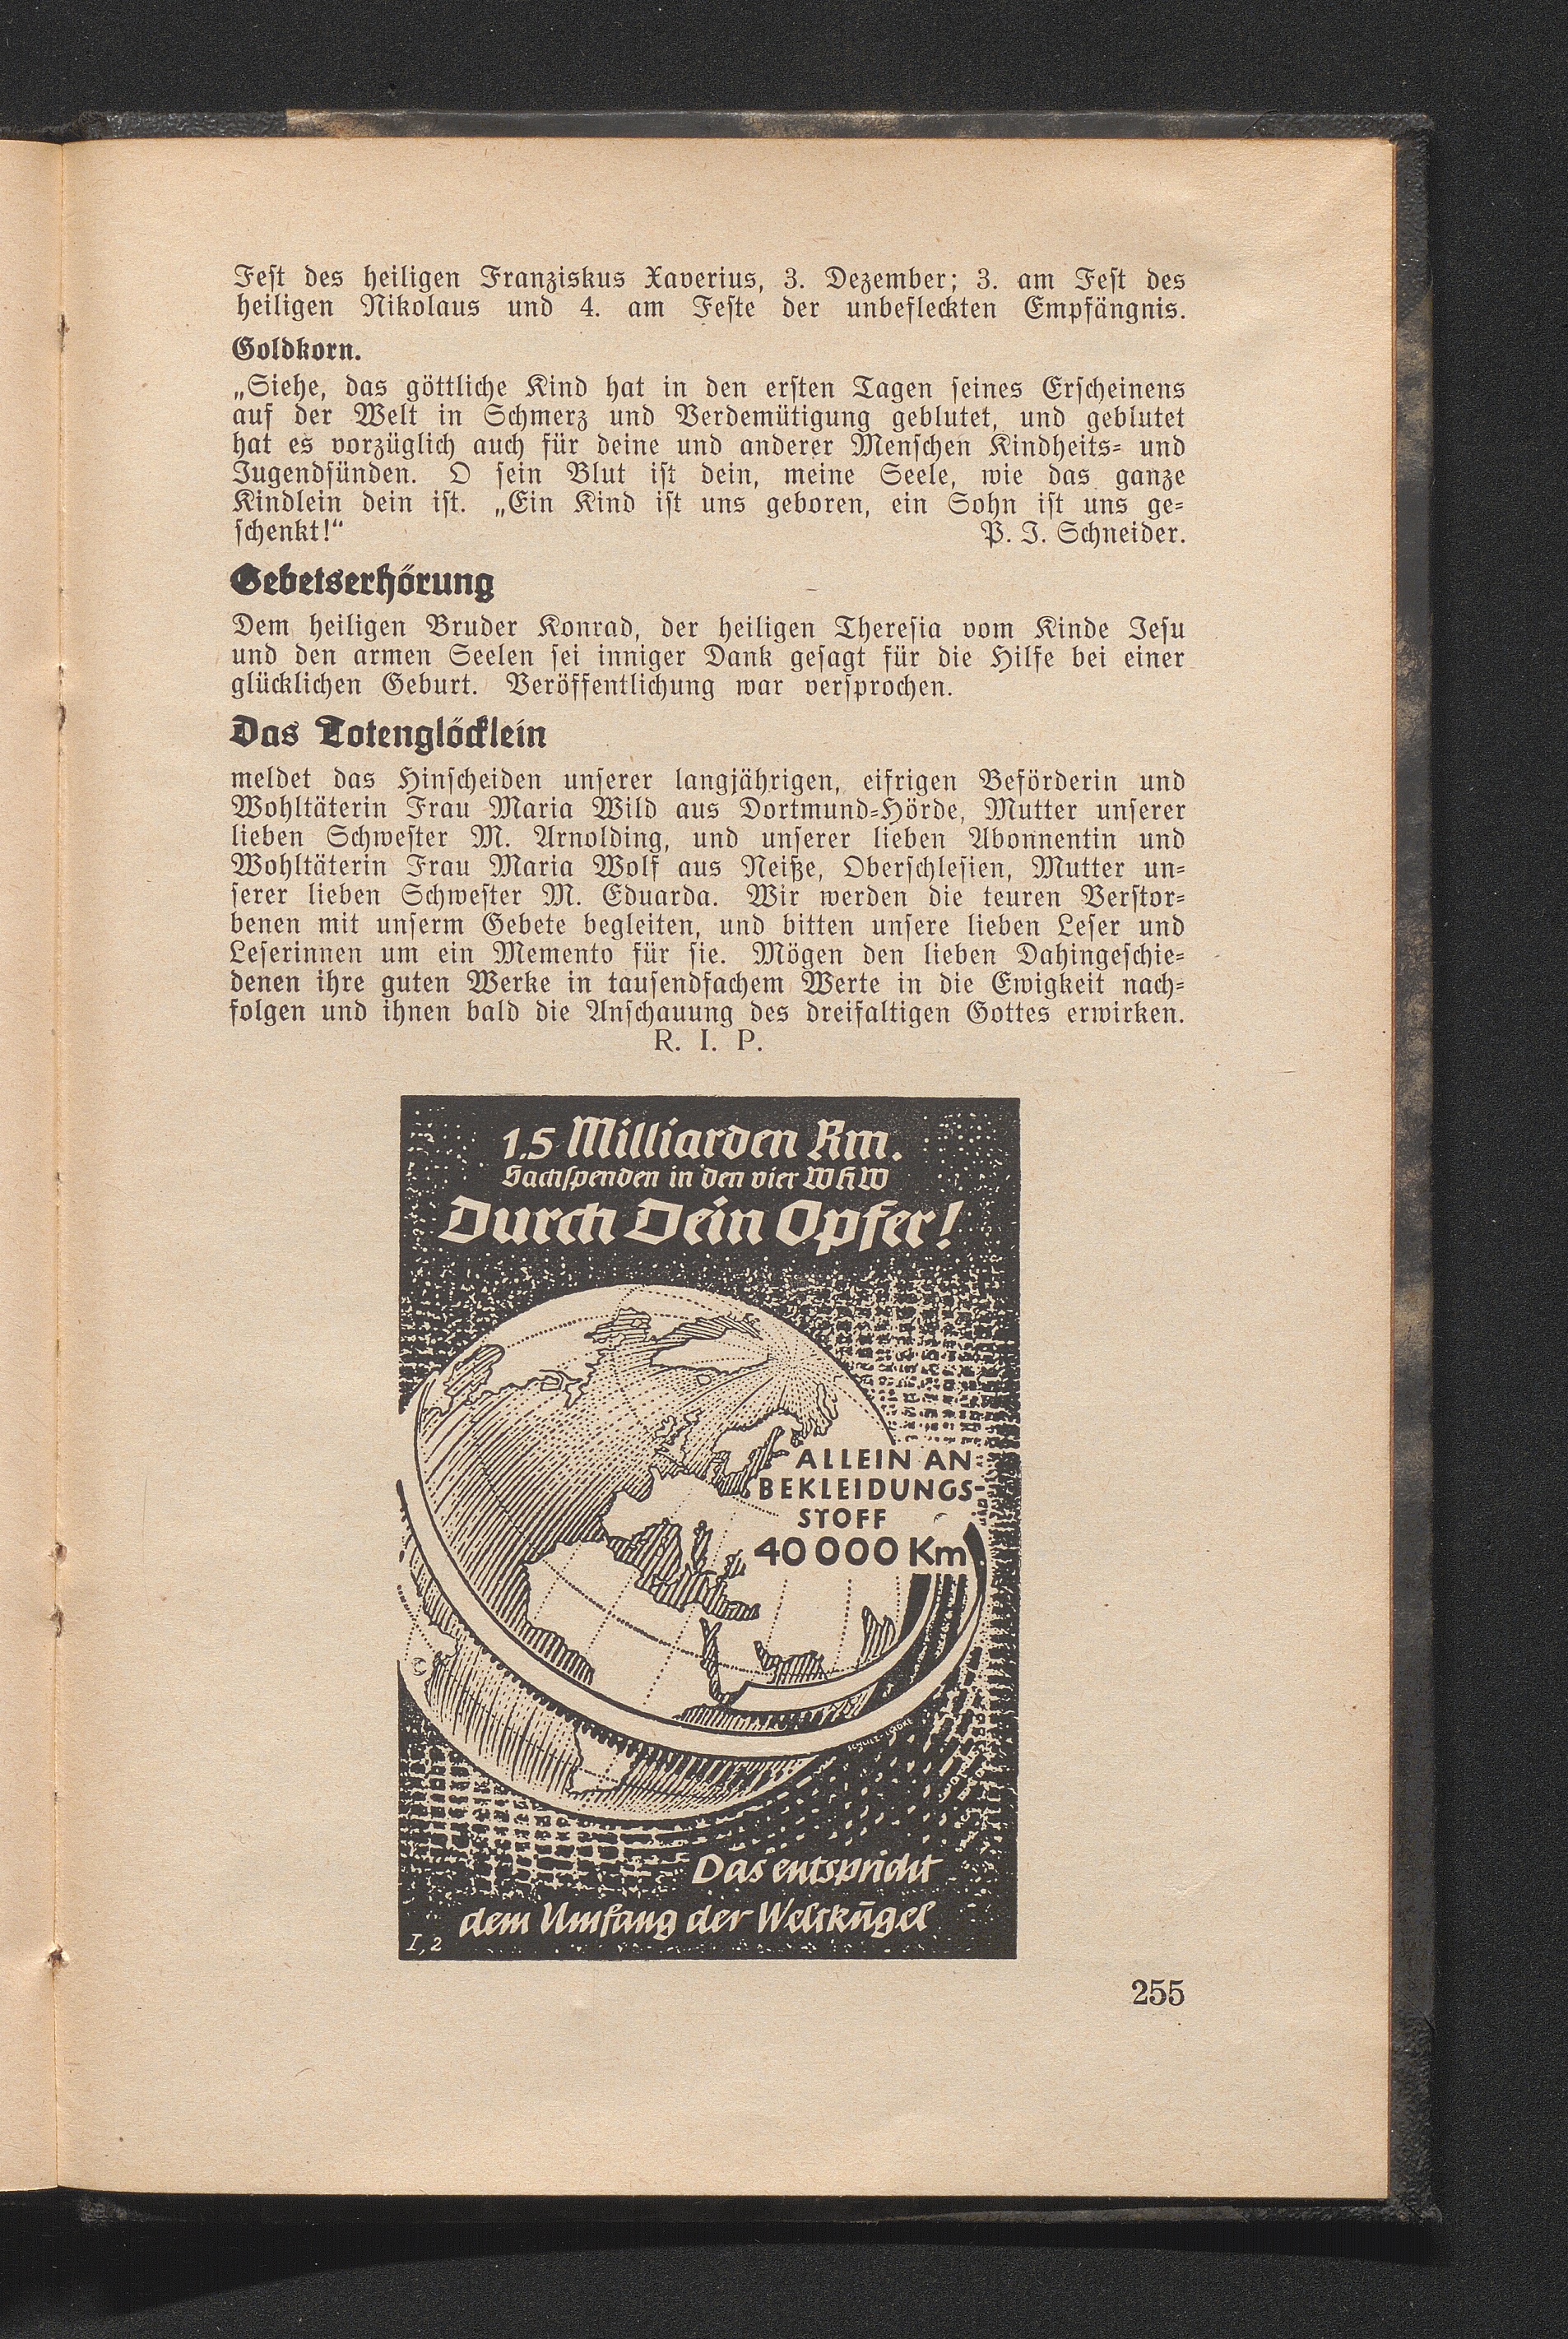 Fest des heiligen Franziskus Xaverius, 3. Dezember; 3. am Fest des
heiligen Nikolaus und 4. am Feste der unbefleckten Empfängnis.
Goldkorn.
„Siehe, das göttliche Kind hat in den ersten Tagen seines Erscheinens
auf der Welt in Schmerz und Verdemütigung geblutet, und geblutet
hat es vorzüglich auch für deine und anderer Menschen Kindheits- und
Jugendsünden. O sein Blut ist dein, meine Seele, wie das ganze
Kindlein dein ist. „Ein Kind ist uns geboren, ein Sohn ist uns ge-
schenkt!“ P. J. Schneider.
Gebetserhörung
Dem heiligen Bruder Konrad, der heiligen Theresia vom Kinde Jesu
und den armen Seelen sei inniger Dank gesagt für die Hilfe bei einer
glücklichen Geburt. Veröffentlichung war versprochen.
Das Totenglöcklein
meldet das Hinscheiden unserer langjährigen, eifrigen Beförderin und
Wohltäterin Frau Maria Wild aus Dortmund-Hörde, Mutter unserer
lieben Schwester M. Arnolding, und unserer lieben Abonnentin und
Wohltäterin Frau Maria Wolf aus Neiße, Oberschlesien, Mutter un-
serer lieben Schwester M. Eduarda. Wir werden die teuren Verstor-
benen mit unserm Gebete begleiten, und bitten unsere lieben Leser und
Leserinnen um ein Memento für sie. Mögen den lieben Dahingeschie-
denen ihre guten Werke in tausendfachem Werte in die Ewigkeit nach-
folgen und ihnen bald die Anschauung des dreifaltigen Gottes erwirken.
R. I. P.
1.5 Milliarden Rm.
Sachspenden in den vier WHW
Durch Dein Opfer!
ALLEIN AN
BEKLEIDUNGS-
STOFF
40 000 Km
Das entspricht
dem Umfang der Weltkugel
I, 2
255